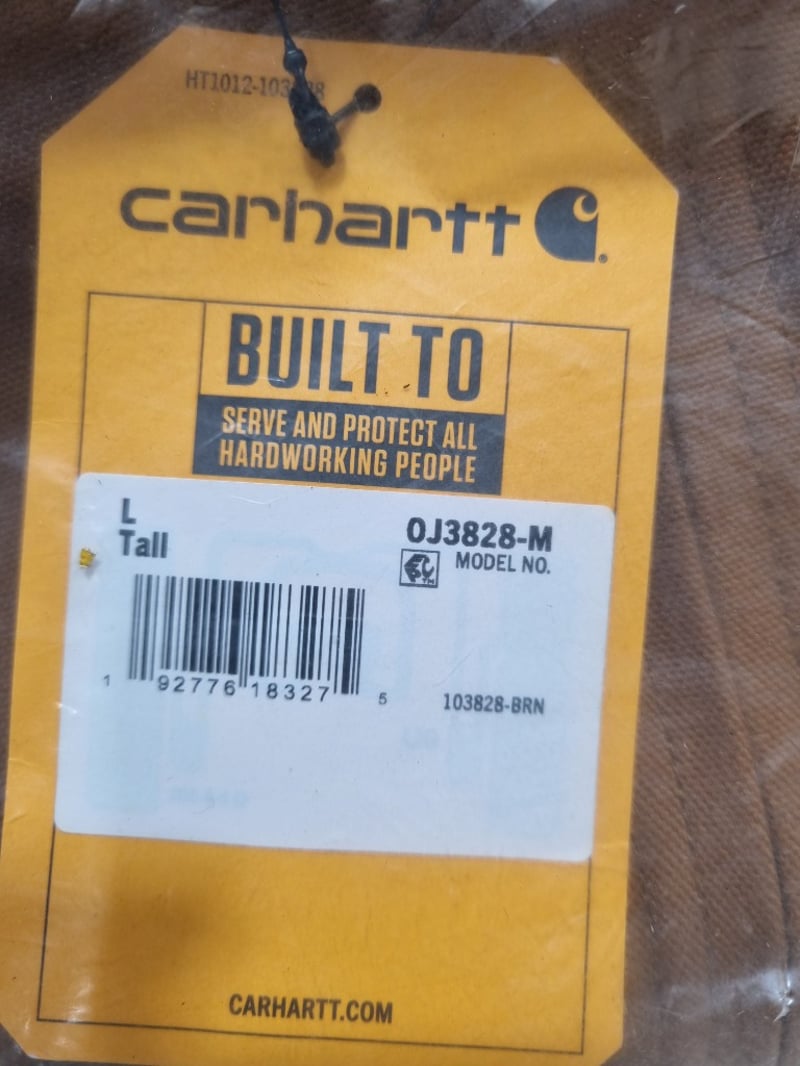 carhartt
BUILT TO
SERVE AND PROTECT ALL
HARDWORKING PEOPLE
L
Tall
OJ3828-M
MODEL NO.
1 92776 18327 5
103828-BRN
CARHARTT.COM